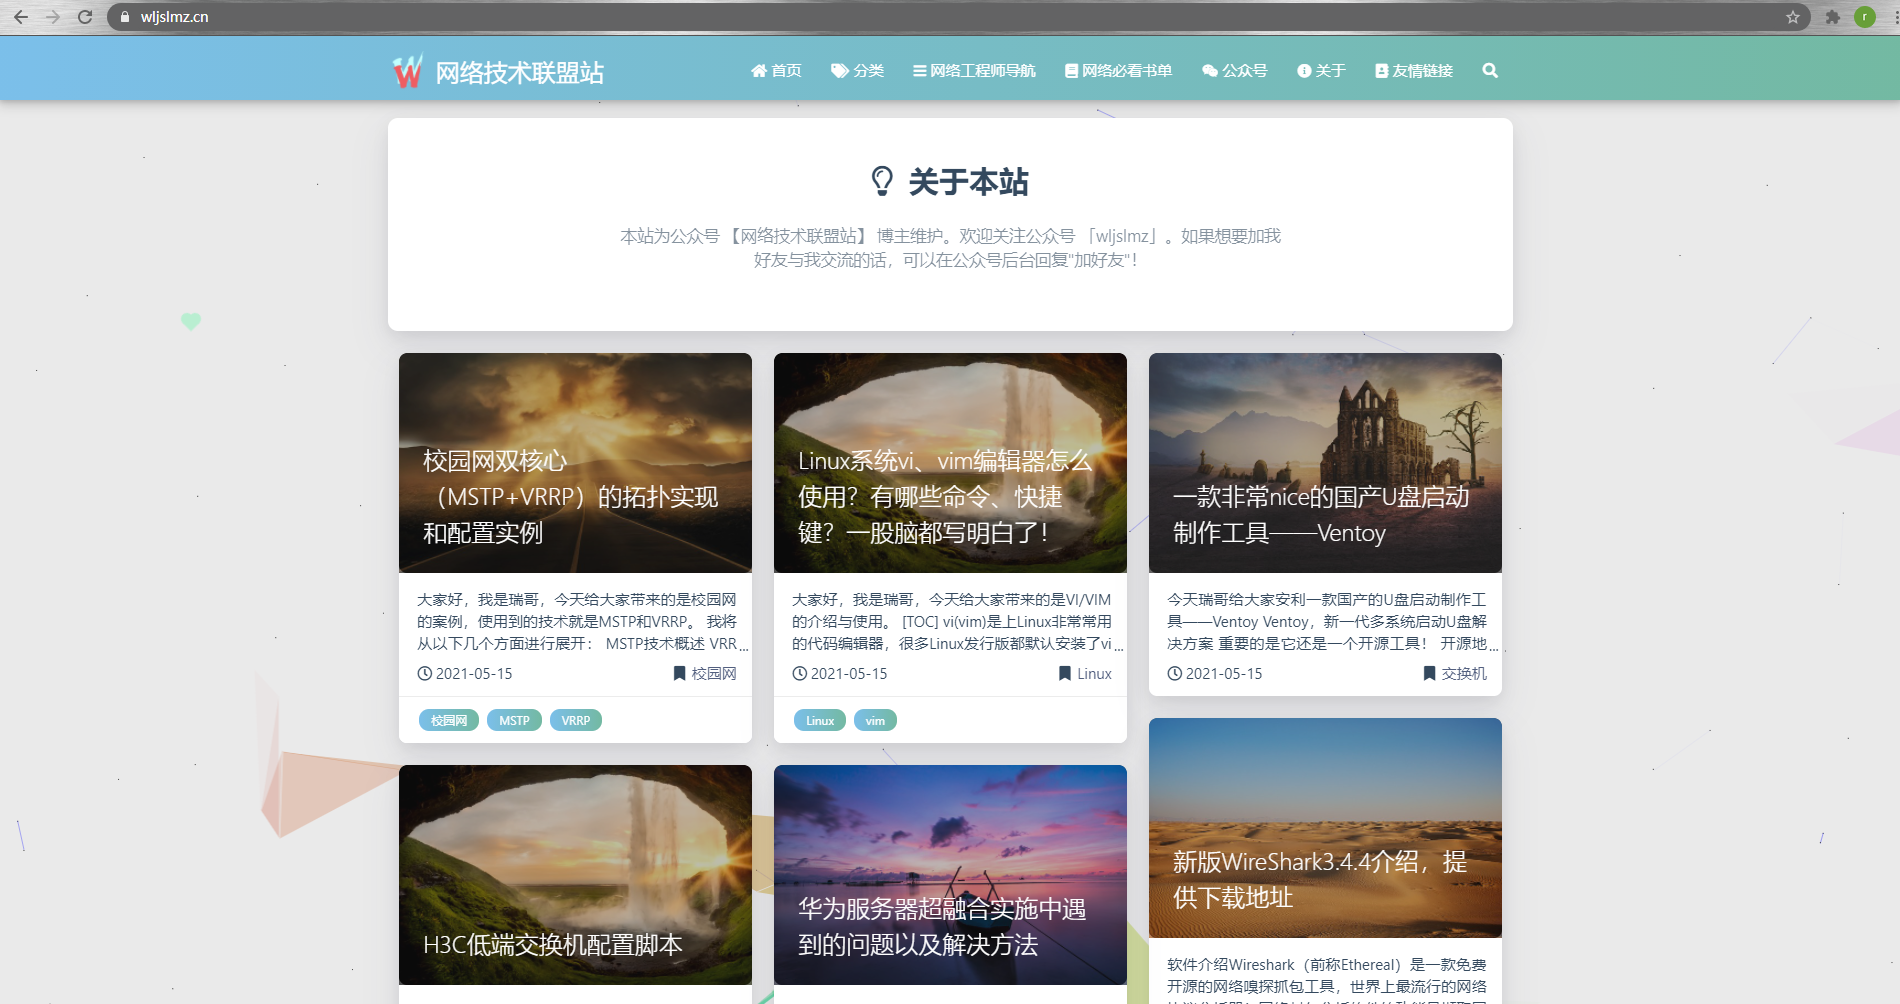 wljslmz.cn
r
网络技术联盟站
首页
分类
网络工程师导航
网络必看书单
公众号
关于
友情链接
关于本站
本站为公众号 【网络技术联盟站】 博主维护。欢迎关注公众号 「wljslmz」。如果想要加我
好友与我交流的话，可以在公众号后台回复"加好友"！
校园网双核心
（MSTP+VRRP）的拓扑实现
和配置实例
大家好，我是瑞哥，今天给大家带来的是校园网
的案例，使用到的技术就是MSTP和VRRP。 我将
从以下几个方面进行展开： MSTP技术概述 VRR...
2021-05-15
校园网
校园网
MSTP
VRRP
Linux系统vi、vim编辑器怎么
使用？有哪些命令、快捷
键？一股脑都写明白了！
大家好，我是瑞哥，今天给大家带来的是VI/VIM
的介绍与使用。 [TOC] vi(vim)是上Linux非常常用
的代码编辑器，很多Linux发行版都默认安装了vi...
2021-05-15
Linux
Linux
vim
一款非常nice的国产U盘启动
制作工具——Ventoy
今天瑞哥给大家安利一款国产的U盘启动制作工
具——Ventoy Ventoy，新一代多系统启动U盘解
决方案 重要的是它还是一个开源工具！ 开源地...
2021-05-15
交换机
H3C低端交换机配置脚本
华为服务器超融合实施中遇
到的问题以及解决方法
新版WireShark3.4.4介绍，提
供下载地址
软件介绍Wireshark（前称Ethereal）是一款免费
开源的网络嗅探抓包工具，世界上最流行的网络